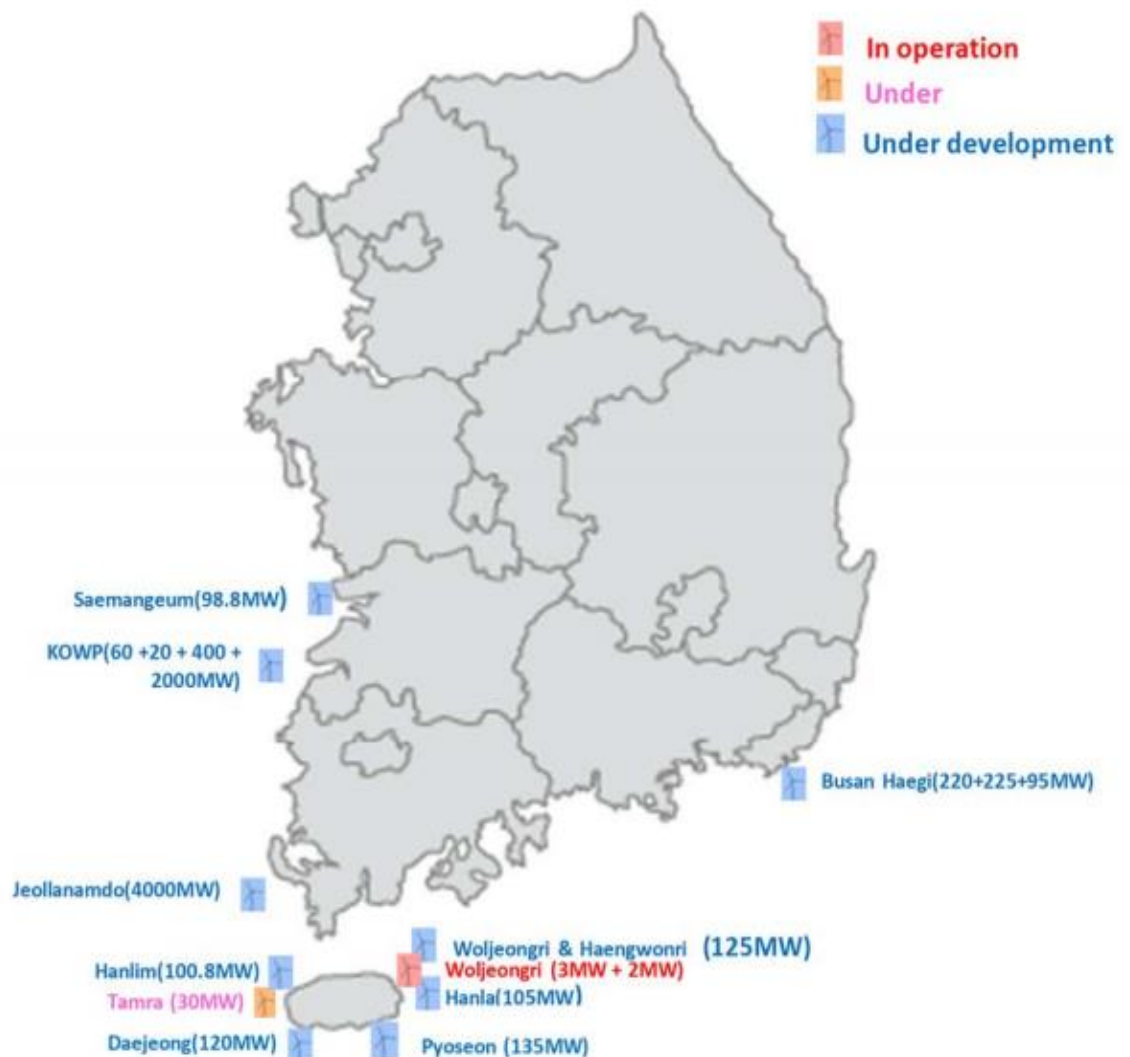 In operation
Under
Under development
Saemangeum(98.8MW)
KOWP(60 +20 + 400 +
2000MW)
Busan Haegi(220+225+95MW)
Jeollanamdo(4000MW)
Woljeongri & Haengwonri (125MW)
Hanlim(100.8MW)
Woljeongri (3MW + 2MW)
Tamra (30MW)
Hanla(105MW)
Daejeong(120MW)
Pyoseon (135MW)